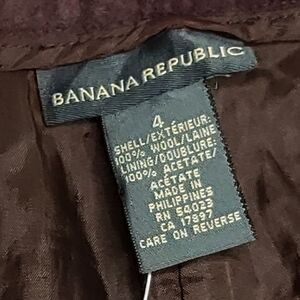 BANANA REPUBLIC
4
SHELL/EXTÉRIEUR:
100% WOOL/LAINE
LINING/DOUBLURE:
100% ACETATE/
ACÉTATE
MADE IN
PHILIPPINES
RN 54023
CA 17897
CARE ON REVERSE